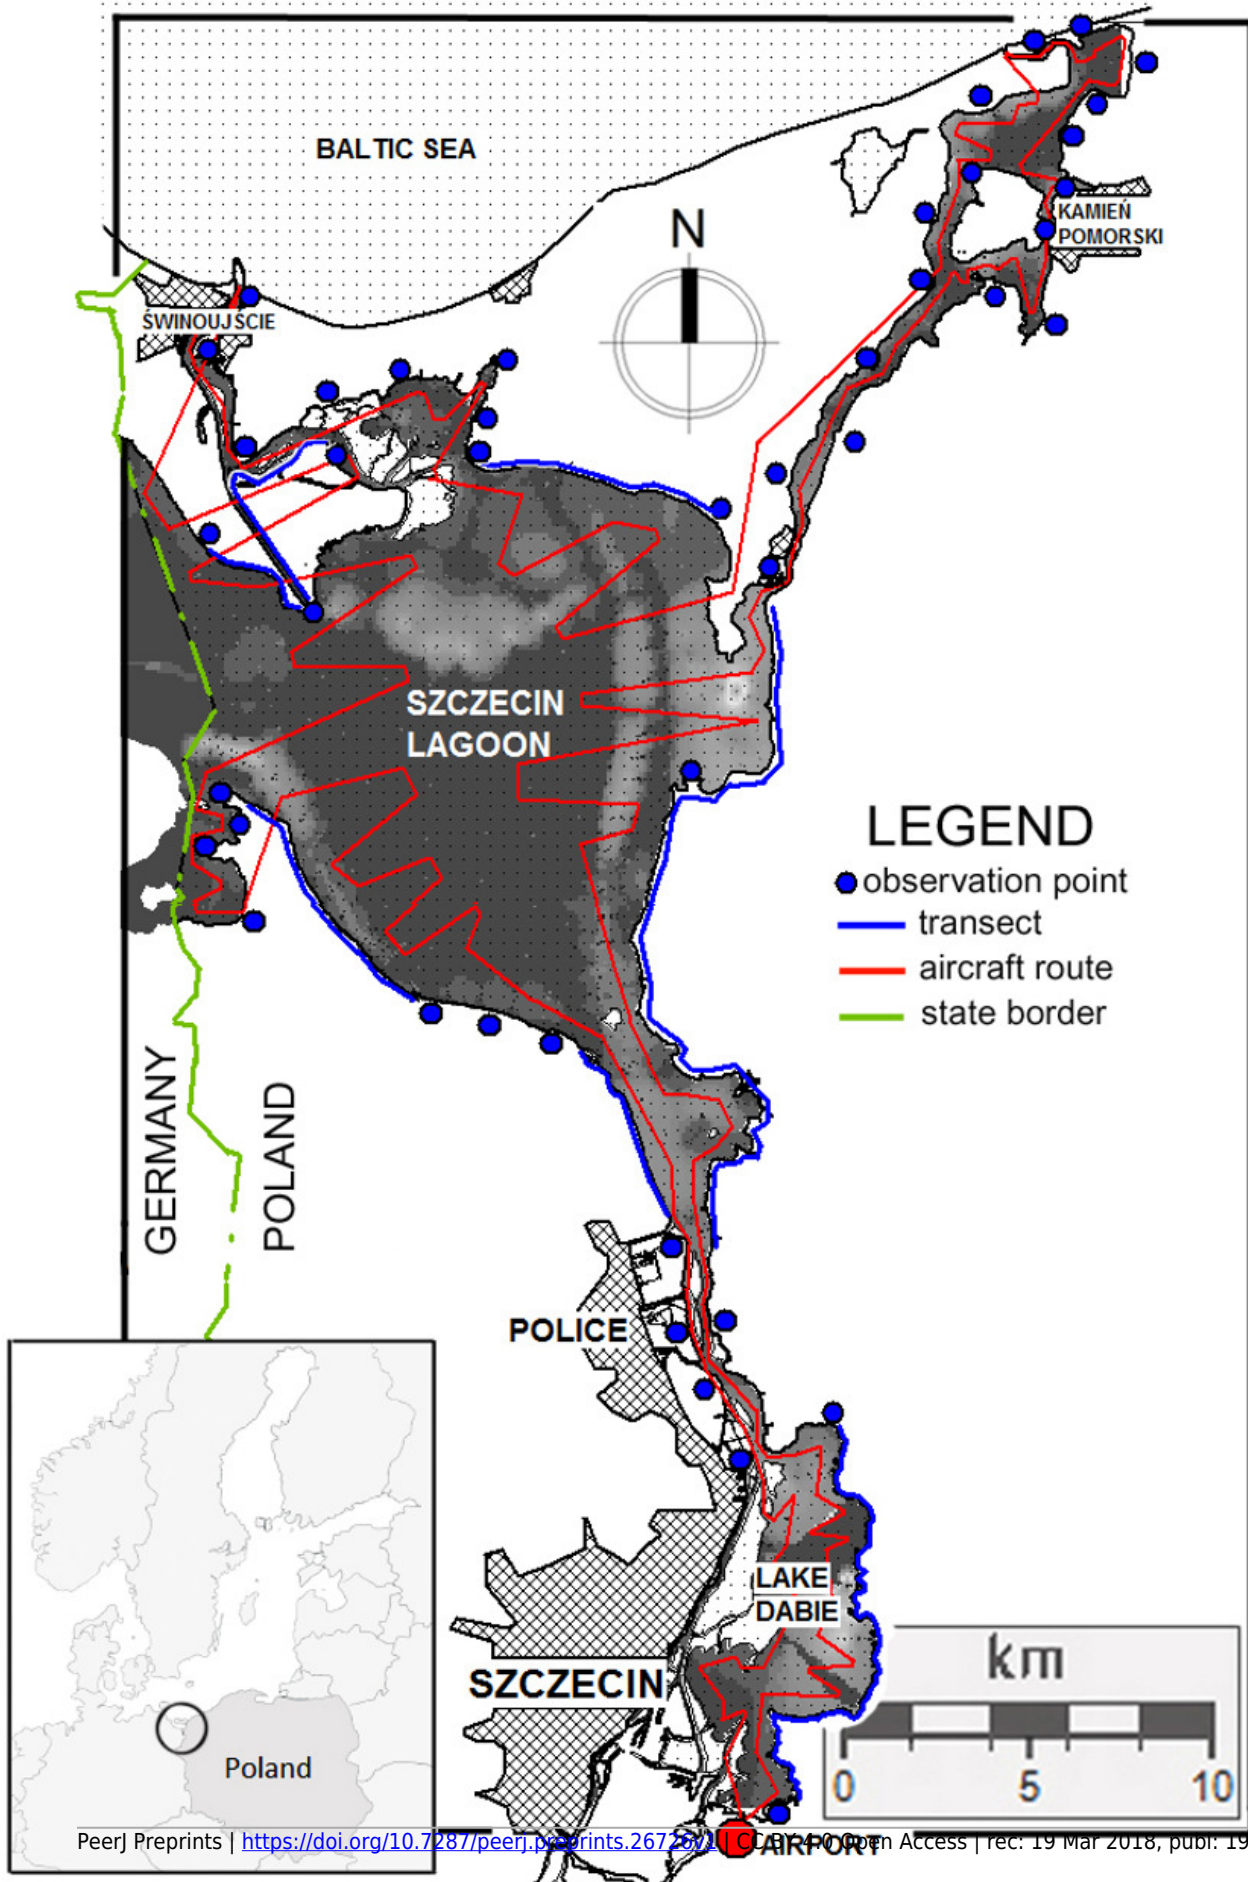 BALTIC SEA
N
KAMIEŃ
POMORSKI
ŚWINOUJŚCIE
SZCZECIN
LAGOON
LEGEND
observation point
transect
aircraft route
state border
GERMANY
POLAND
POLICE
LAKE
DABIE
SZCZECIN
km
0 5 10
Poland
AIRPORT
PeerJ Preprints | https://doi.org/10.7287/peerj.preprints.26726v1 | CC BY 4.0 Open Access | rec: 19 Mar 2018, publ: 19